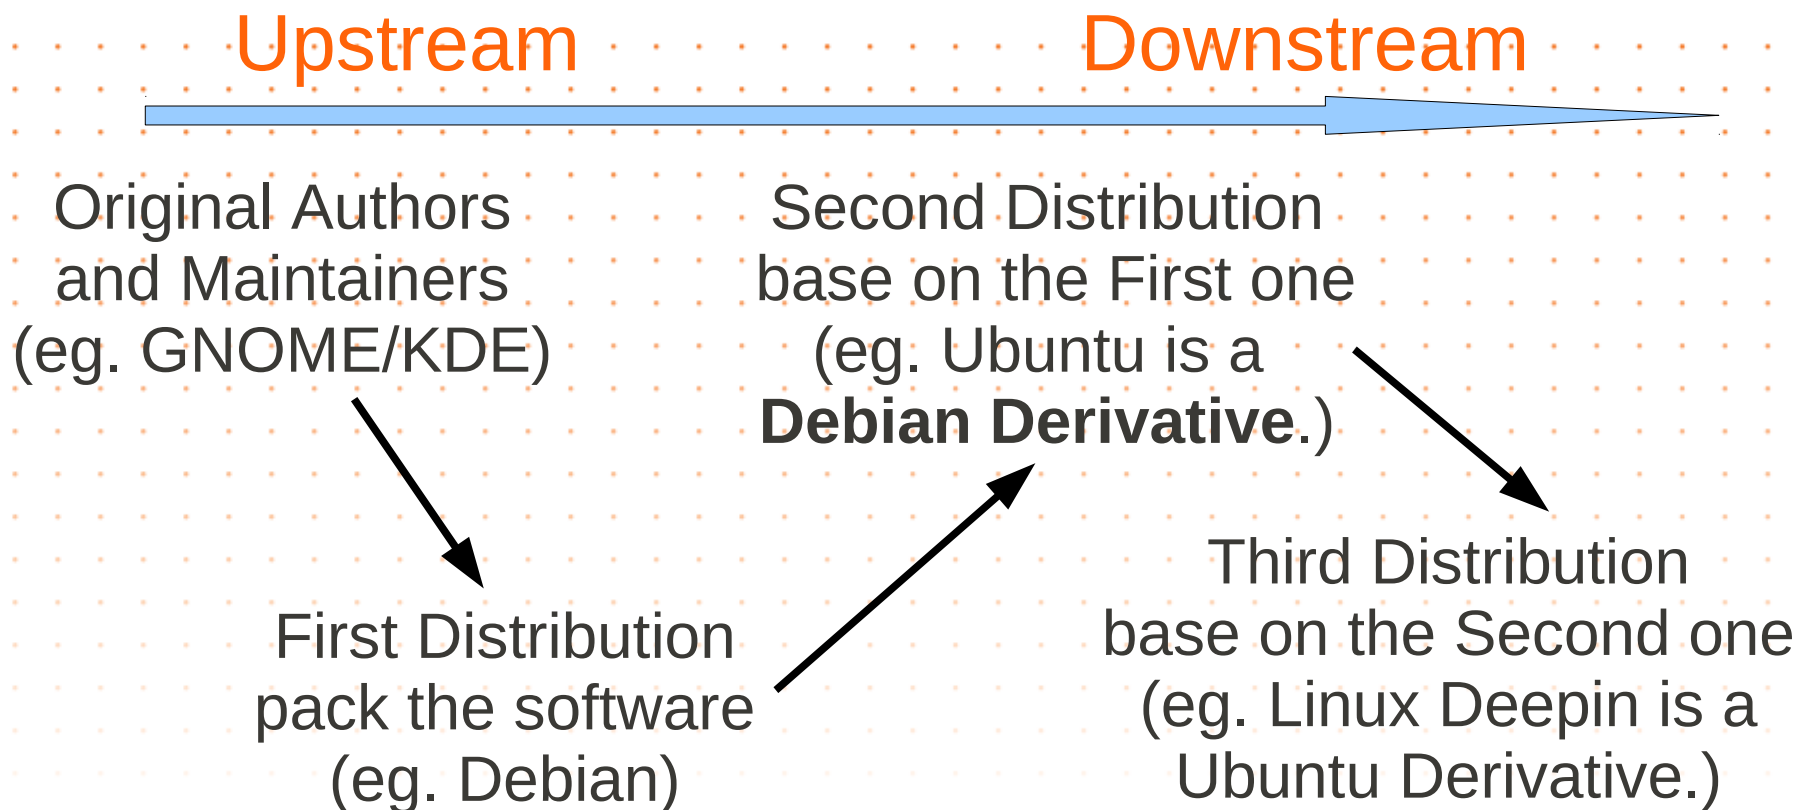 Upstream
Downstream
Original Authors
and Maintainers
(eg. GNOME/KDE)
First Distribution
pack the software
(eg. Debian)
Second Distribution
base on the First one
(eg. Ubuntu is a
Debian Derivative.)
Third Distribution
base on the Second one
(eg. Linux Deepin is a
Ubuntu Derivative.)